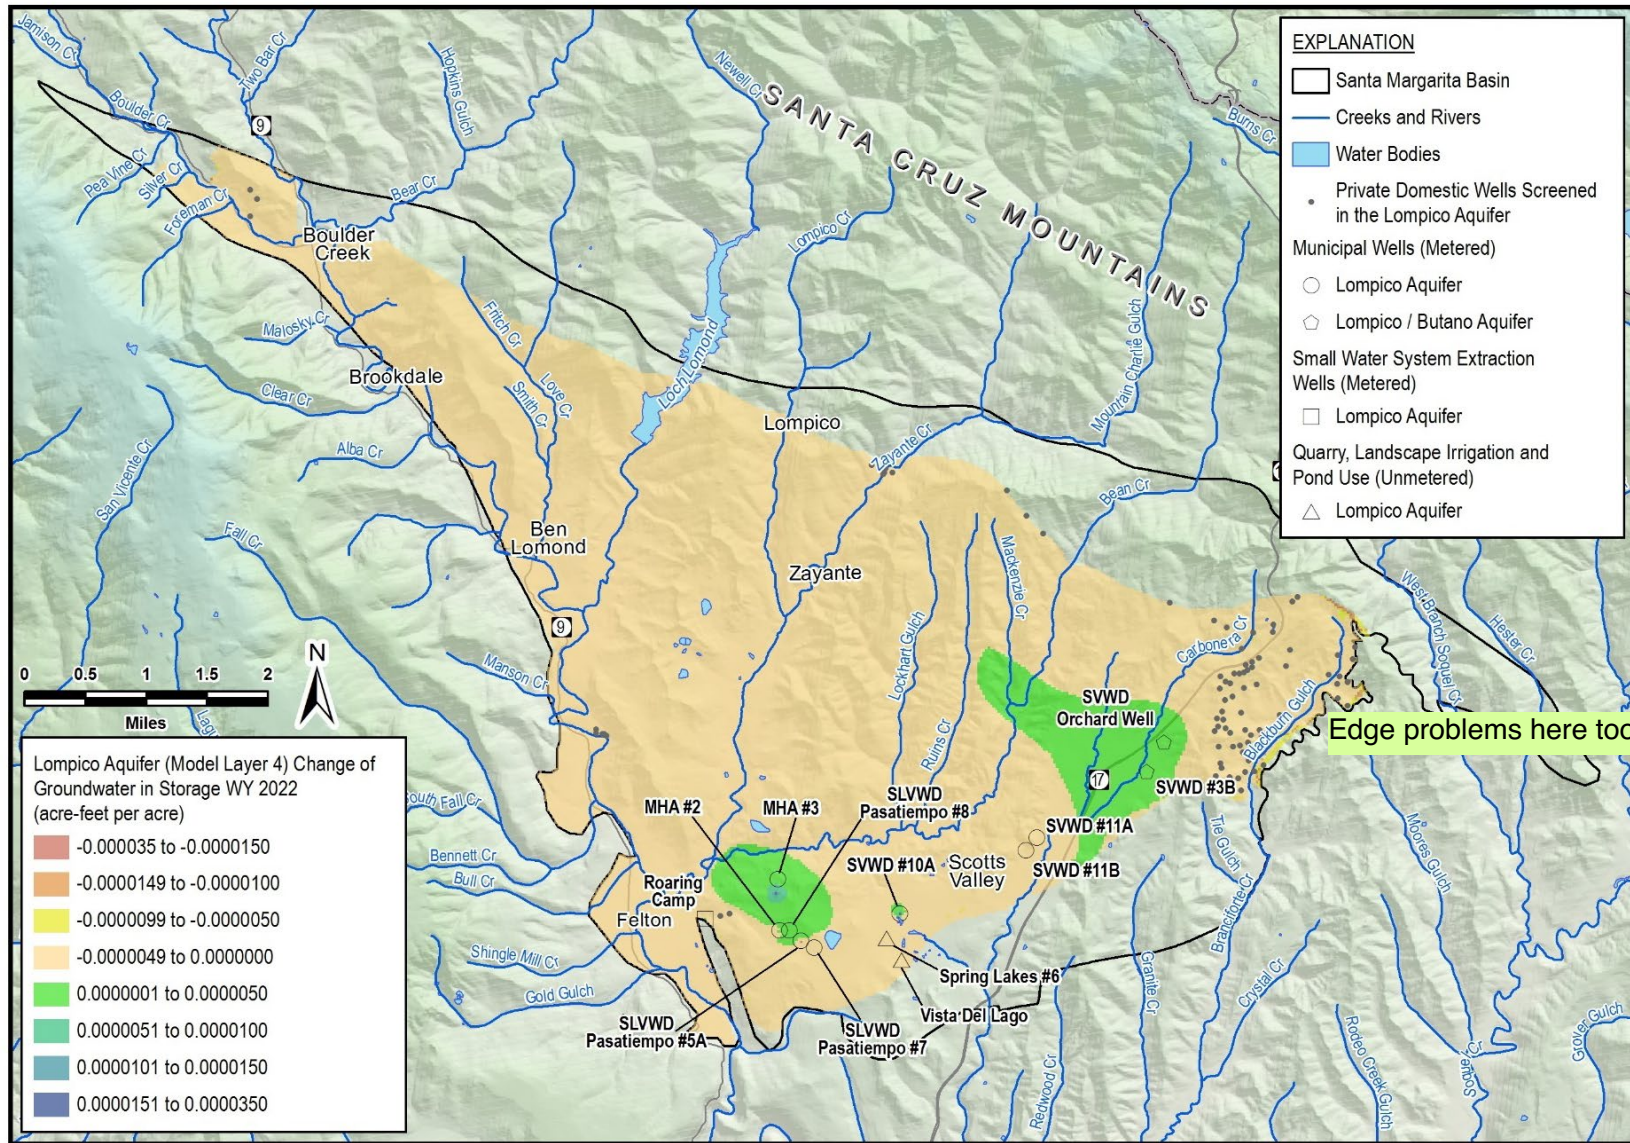 Jamison Cr
Two Bar Cr
Hopkins Gulch
Newell Cr
Boulder Cr
9
Pea Vine Cr
Silver Cr
Foreman Cr
Bear Cr
Boulder
Creek
SANTA CRUZ MOUNTAINS
Burns Cr
Lompico Cr
Mountain Charlie Gulch
Malosky Cr
Fritch Cr
Loch Lomond
Brookdale
Clear Cr
Smith Cr
Love Cr
Lompico
Zayante Cr
Alba Cr
San Vicente Cr
Bean Cr
Fall Cr
Ben
Lomond
Zayante
Mackenzie Cr
Lockhart Gulch
9
Manson Cr
Ruins Cr
Carbonera Cr
Blackburn Gulch
West Branch Soquel Cr
Hester Cr
SVWD
Orchard Well
17
SVWD #3B
Edge problems here too
EXPLANATION
Santa Margarita Basin
Creeks and Rivers
Water Bodies
Private Domestic Wells Screened
in the Lompico Aquifer
Municipal Wells (Metered)
Lompico Aquifer
Lompico / Butano Aquifer
Small Water System Extraction
Wells (Metered)
Lompico Aquifer
Quarry, Landscape Irrigation and
Pond Use (Unmetered)
Lompico Aquifer
0 0.5 1 1.5 2
Miles
N
Lagu
South Fall Cr
Bennett Cr
Bull Cr
Shingle Mill Cr
Gold Gulch
Roaring
Camp
Felton
MHA #2
MHA #3
SLVWD
Pasatiempo #8
SVWD #10A
Scotts
Valley
SVWD #11A
SVWD #11B
Tie Gulch
Branciforte Cr
Granite Cr
Crystal Cr
Redwood Cr
Rodeo Creek Gulch
Moores Gulch
Soquel Cr
Grover Gulch
Spring Lakes #6
Vista Del Lago
SLVWD
Pasatiempo #5A
SLVWD
Pasatiempo #7
Lompico Aquifer (Model Layer 4) Change of
Groundwater in Storage WY 2022
(acre-feet per acre)
-0.000035 to -0.0000150
-0.0000149 to -0.0000100
-0.0000099 to -0.0000050
-0.0000049 to 0.0000000
0.0000001 to 0.0000050
0.0000051 to 0.0000100
0.0000101 to 0.0000150
0.0000151 to 0.0000350